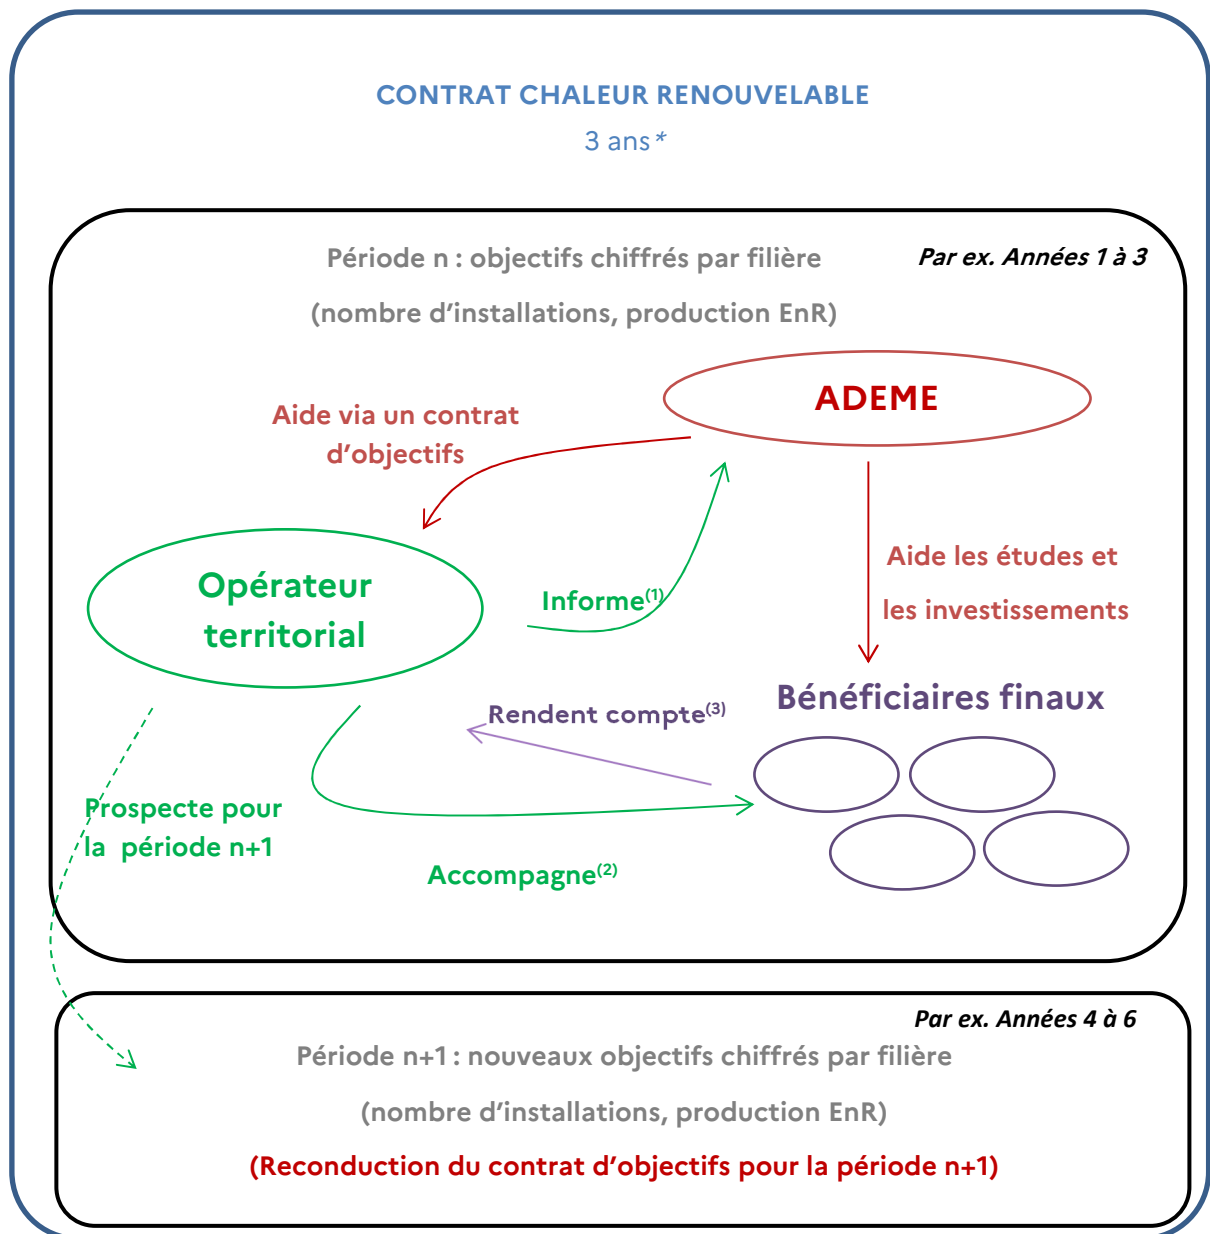 CONTRAT CHALEUR RENOUVELABLE
3 ans*
Période n : objectifs chiffrés par filière
Par ex. Années 1 à 3
(nombre d'installations, production EnR)
ADEME
Aide via un contrat
d'objectifs
Opérateur
territorial
Informe(1)
Aide les études et
les investissements
Bénéficiaires finaux
Rendent compte(3)
Prospecte pour
la période n+1
Accompagne(2)
Par ex. Années 4 à 6
Période n+1 : nouveaux objectifs chiffrés par filière
(nombre d'installations, production EnR)
(Reconduction du contrat d'objectifs pour la période n+1)